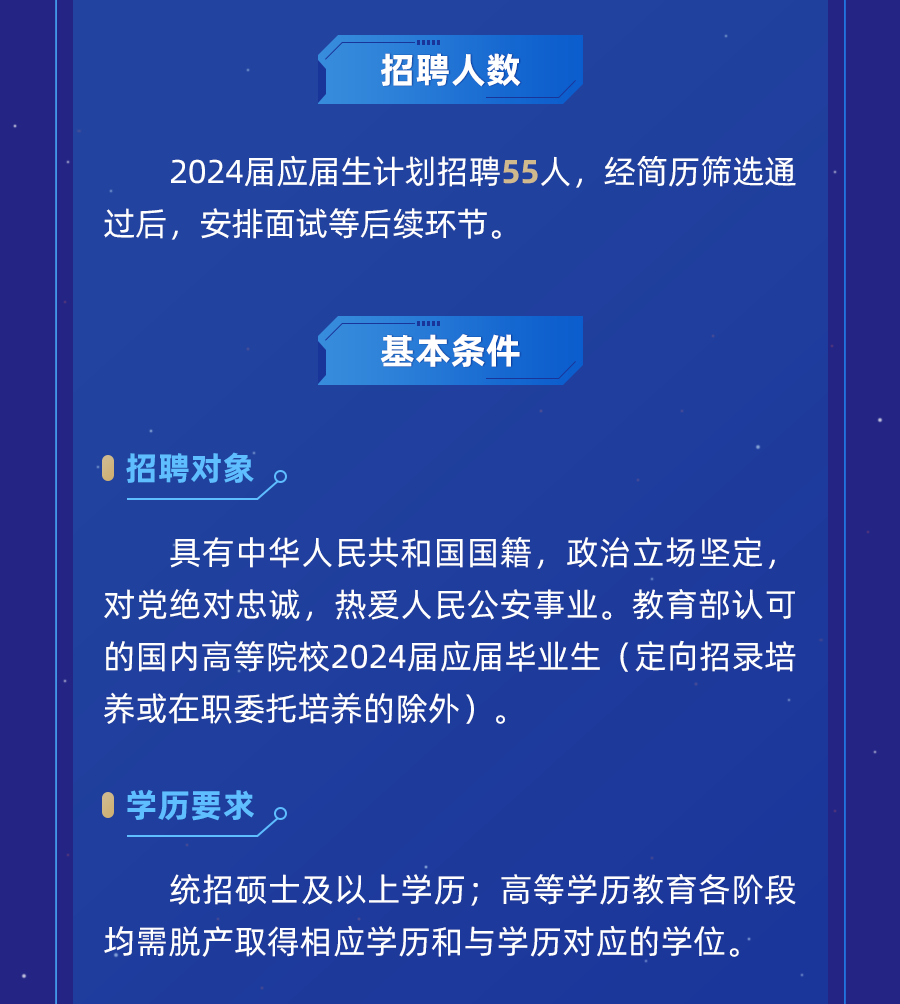 招聘人数
2024届应届生计划招聘55人，经简历筛选通
过后，安排面试等后续环节。
基本条件
招聘对象
具有中华人民共和国国籍，政治立场坚定，
对党绝对忠诚，热爱人民公安事业。教育部认可
的国内高等院校2024届应届毕业生（定向招录培
养或在职委托培养的除外）。
学历要求
统招硕士及以上学历；高等学历教育各阶段
均需脱产取得相应学历和与学历对应的学位。